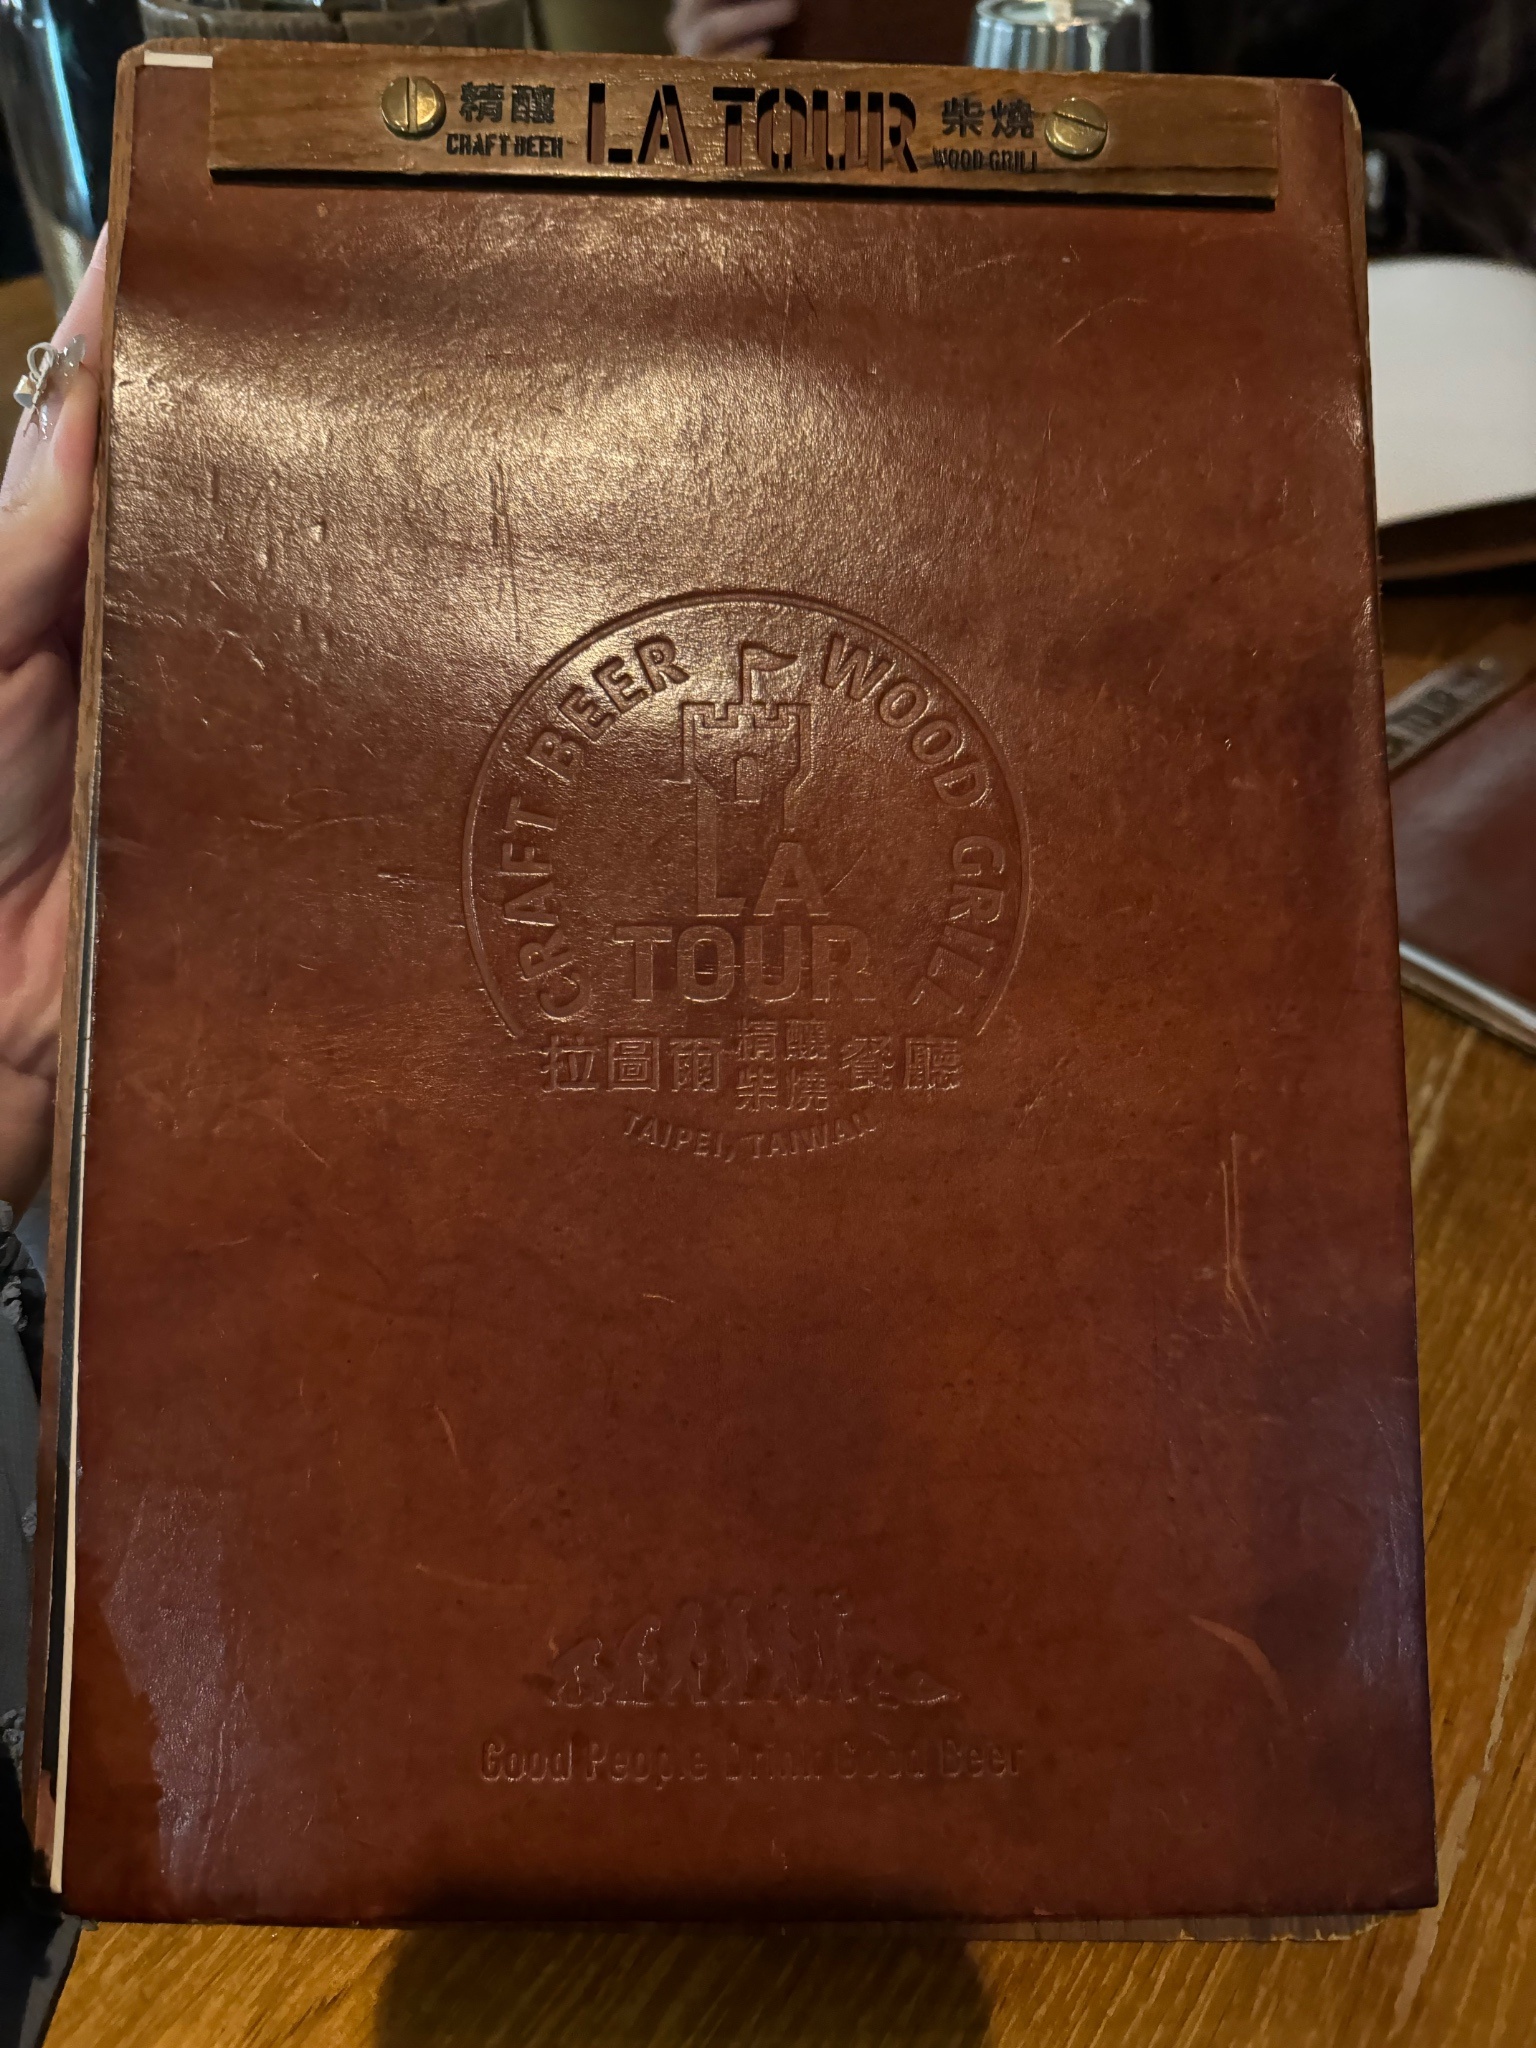 精釀 LA TOUR 柴燒
CRAFT BEER WOOD GRILL
CRAFT BEER WOOD GRILL
LA
TOUR
拉圖爾 精釀 柴燒 餐廳
TAIPEI, TAIWAN
Good People Drink Good Beer